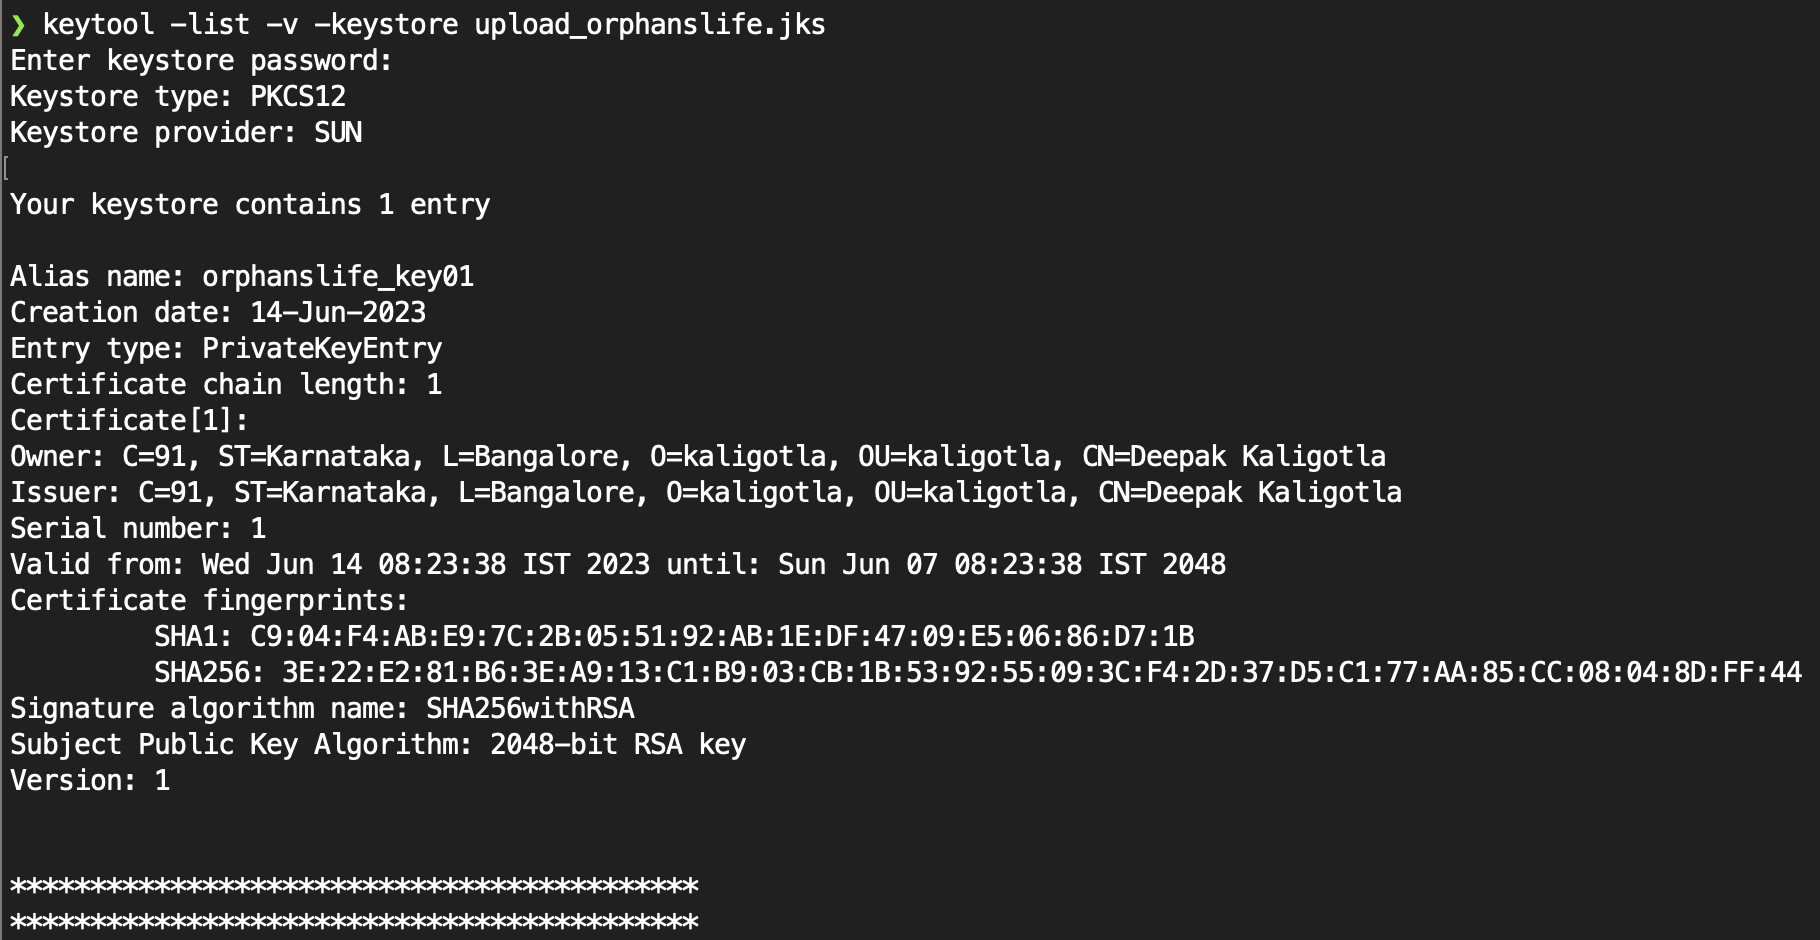 ❯ keytool -list -v -keystore upload_orphanslife.jks
Enter keystore password:
Keystore type: PKCS12
Keystore provider: SUN
[
Your keystore contains 1 entry
Alias name: orphanslife_key01
Creation date: 14-Jun-2023
Entry type: PrivateKeyEntry
Certificate chain length: 1
Certificate[1]:
Owner: C=91, ST=Karnataka, L=Bangalore, O=kaligotla, OU=kaligotla, CN=Deepak Kaligotla
Issuer: C=91, ST=Karnataka, L=Bangalore, O=kaligotla, OU=kaligotla, CN=Deepak Kaligotla
Serial number: 1
Valid from: Wed Jun 14 08:23:38 IST 2023 until: Sun Jun 07 08:23:38 IST 2048
Certificate fingerprints:
SHA1: C9:04:F4:AB:E9:7C:2B:05:51:92:AB:1E:DF:47:09:E5:06:86:D7:1B
SHA256: 3E:22:E2:81:B6:3E:A9:13:C1:B9:03:CB:1B:53:92:55:09:3C:F4:2D:37:D5:C1:77:AA:85:CC:08:04:8D:FF:44
Signature algorithm name: SHA256withRSA
Subject Public Key Algorithm: 2048-bit RSA key
Version: 1
*******************************************
*******************************************